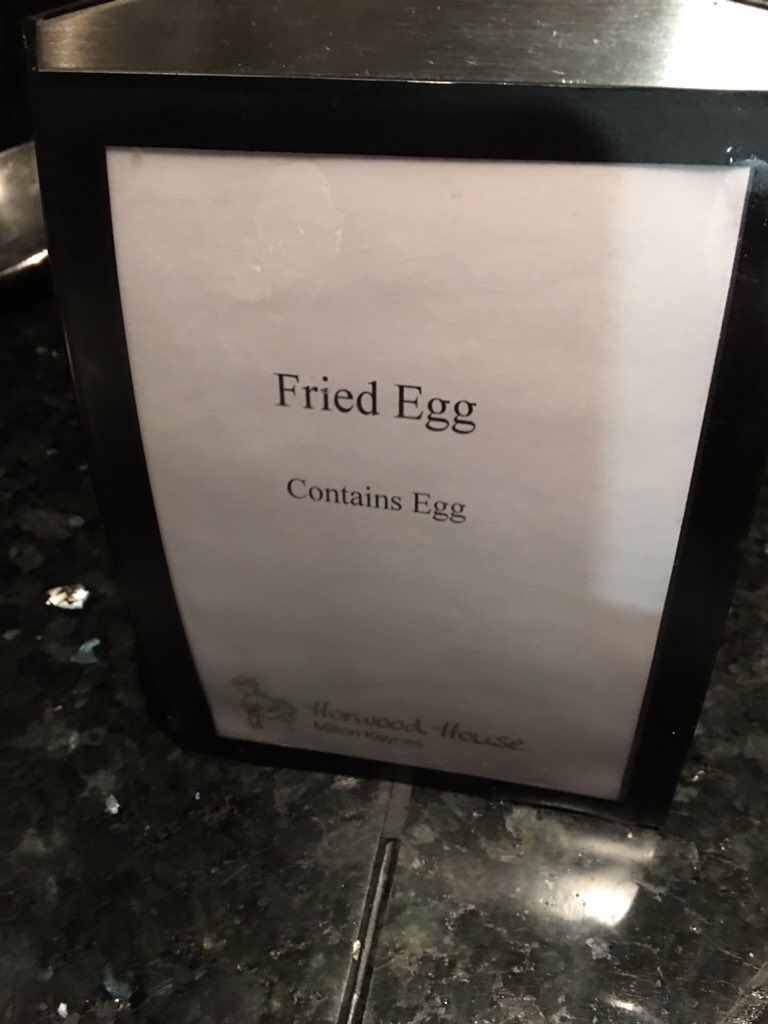 Fried Egg
Contains Egg
Horwood House
Milton Keynes